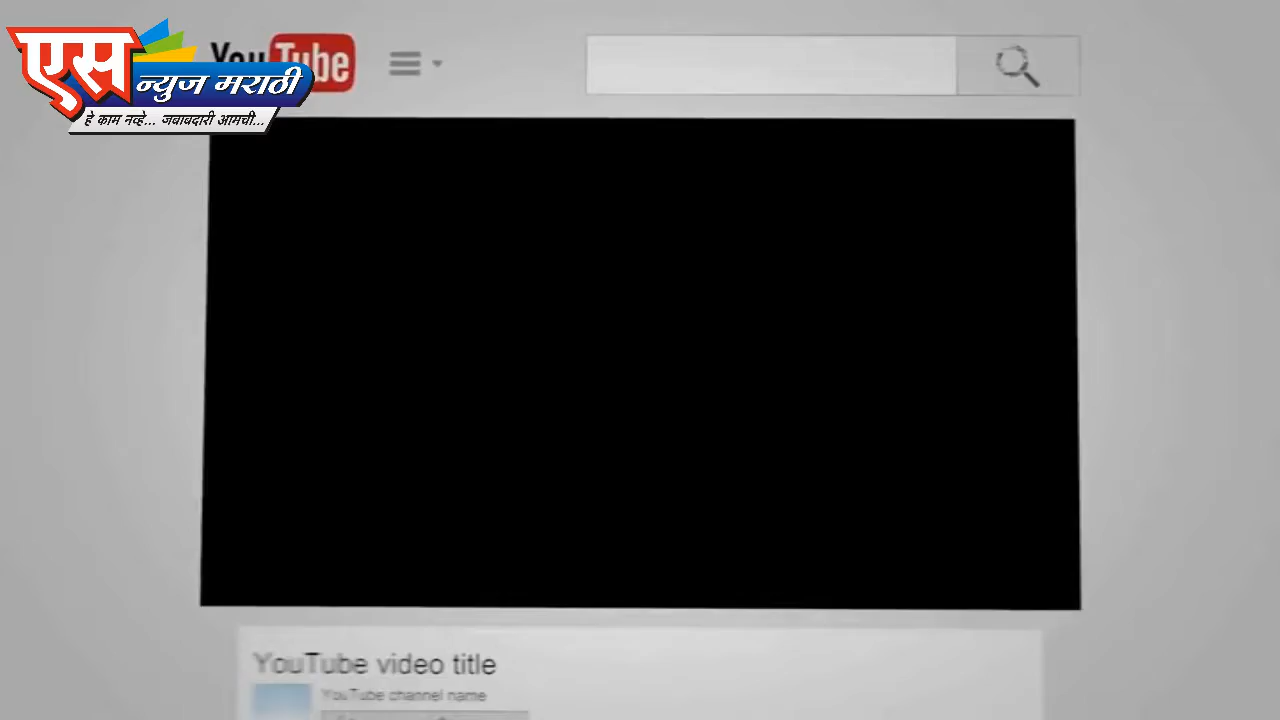 एस
न्युज मराठी
हे काम नव्हे... जबाबदारी आमची...
YouTube
YouTube video title
YouTube channel name